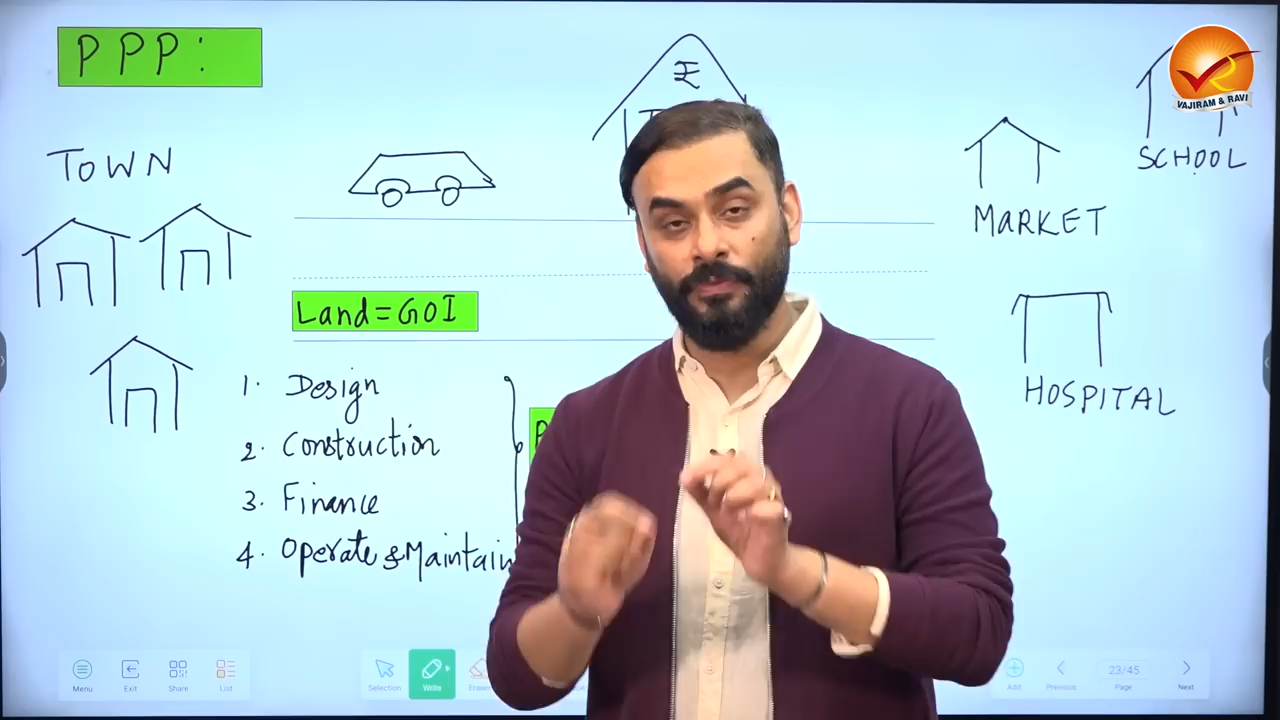 PPP:
VAJIRAM & RAVI
₹
TOWN
SCHOOL
MARKET
Land = GOI
HOSPITAL
1. Design
2. Construction
3. Finance
4. Operate & Maintain
Menu
Exit
Share
List
Selection
Write
Eraser
Add
Previous
23/45
Page
Next